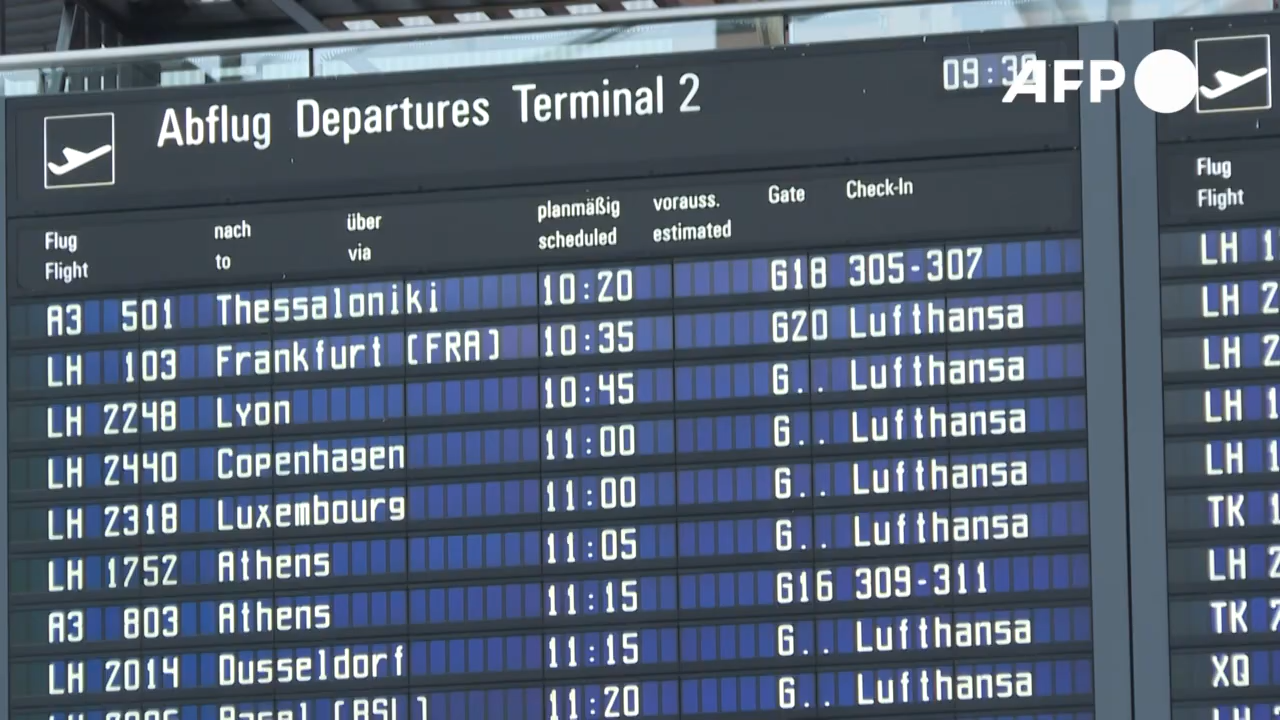 Abflug Departures Terminal 2
AFP
Flug nach über planmäßig vorauss. Gate Check-In
Flight to via scheduled estimated
A3 501 Thessaloniki 10:20 G18 305-307
LH 103 Frankfurt [FRA] 10:35 G20 Lufthansa
LH 2248 Lyon 10:45 G.. Lufthansa
LH 2440 Copenhagen 11:00 G.. Lufthansa
LH 2318 Luxembourg 11:00 G.. Lufthansa
LH 1752 Athens 11:05 G.. Lufthansa
A3 803 Athens 11:15 G16 309-311
LH 2014 Dusseldorf 11:15 G.. Lufthansa
Basel [BSL] 11:20 G.. Lufthansa
Flug
Flight
LH
LH
LH
LH
LH
TK
LH
TK
XQ